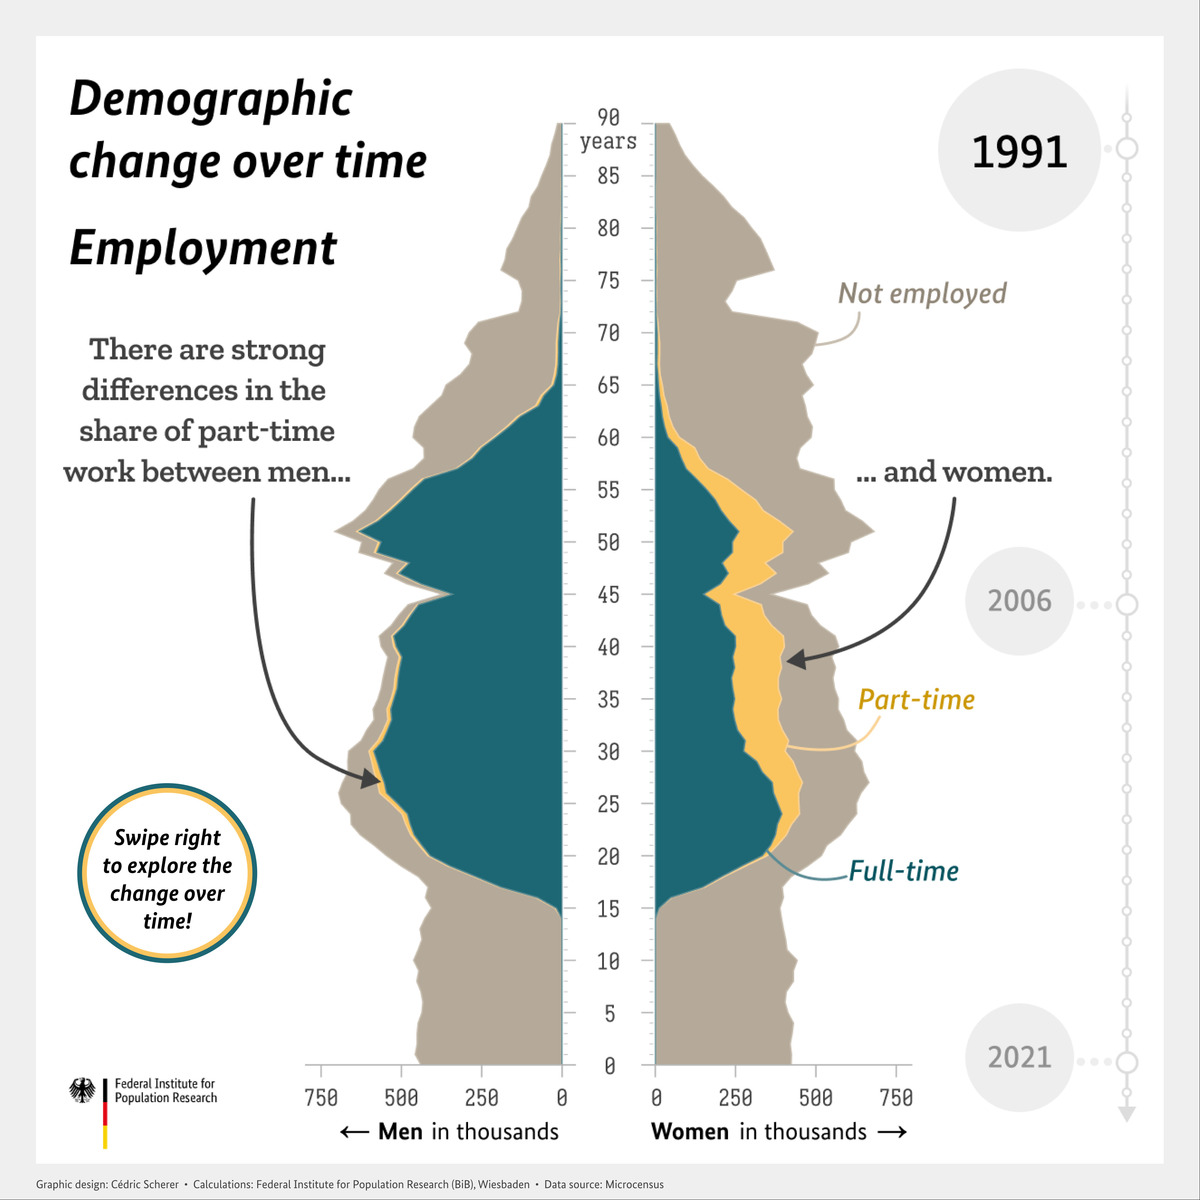 Demographic
change over time
Employment
There are strong
differences in the
share of part-time
work between men...
... and women.
1991
2006
2021
Not employed
Part-time
Full-time
Swipe right
to explore the
change over
time!
90
years
85
80
75
70
65
60
55
50
45
40
35
30
25
20
15
10
5
0
750 500 250 0
0 250 500 750
← Men in thousands
Women in thousands →
Federal Institute for
Population Research
Graphic design: Cédric Scherer • Calculations: Federal Institute for Population Research (BiB), Wiesbaden • Data source: Microcensus